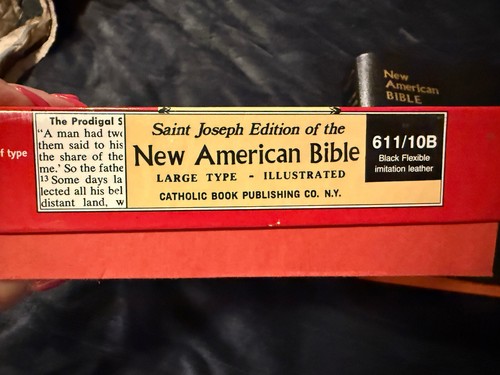 New
American
BIBLE
f type
The Prodigal S
"A man had two
them said to his
the share of the
me.' So the fathe
13 Some days la
lected all his bel
distant land, w
Saint Joseph Edition of the
New American Bible
LARGE TYPE - ILLUSTRATED
CATHOLIC BOOK PUBLISHING CO. N.Y.
611/10B
Black Flexible
imitation leather